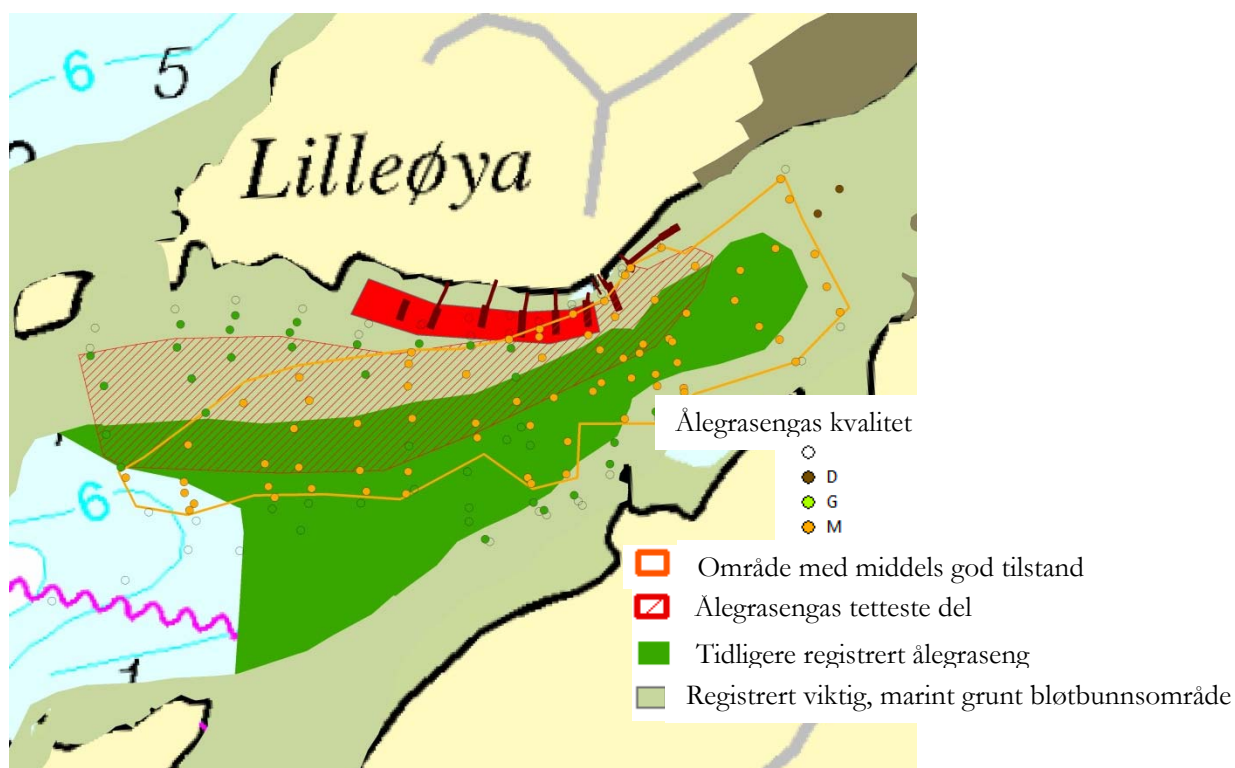 6
5
Lilleøya
6
1
Ålegrasengas kvalitet
D
G
M
Område med middels god tilstand
Ålegrasengas tetteste del
Tidligere registrert ålegraseng
Registrert viktig, marint grunt bløtbunnsområde